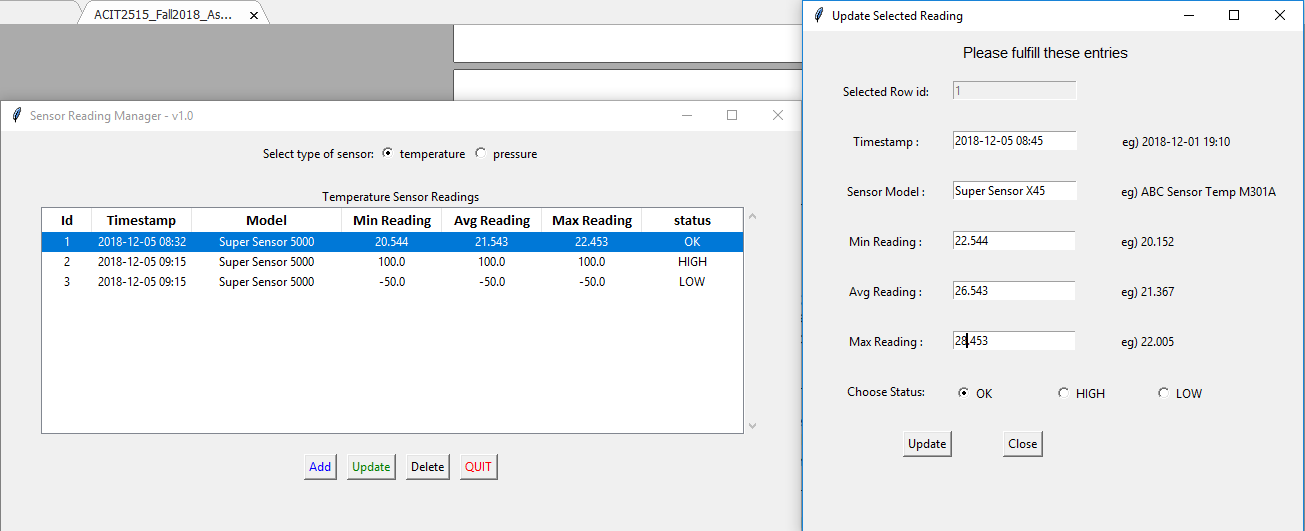 ACIT2515_Fall2018_As...
Sensor Reading Manager - v1.0
Select type of sensor: temperature pressure
Temperature Sensor Readings
Id Timestamp Model Min Reading Avg Reading Max Reading status
1 2018-12-05 08:32 Super Sensor 5000 20.544 21.543 22.453 OK
2 2018-12-05 09:15 Super Sensor 5000 100.0 100.0 100.0 HIGH
3 2018-12-05 09:15 Super Sensor 5000 -50.0 -50.0 -50.0 LOW
Add Update Delete QUIT
Update Selected Reading
Please fulfill these entries
Selected Row id: 1
Timestamp : 2018-12-05 08:45 eg) 2018-12-01 19:10
Sensor Model : Super Sensor X45 eg) ABC Sensor Temp M301A
Min Reading : 22.544 eg) 20.152
Avg Reading : 26.543 eg) 21.367
Max Reading : 28.453 eg) 22.005
Choose Status: OK HIGH LOW
Update Close